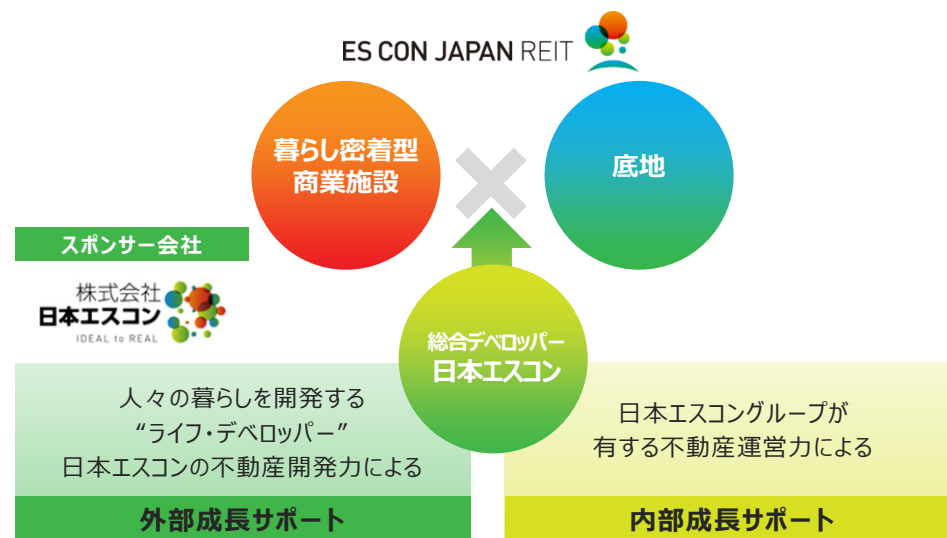 ES CON JAPAN REIT
暮らし密着型
商業施設
底地
スポンサー会社
株式会社
日本エスコン
IDEAL to REAL
総合デベロッパー
日本エスコン
人々の暮らしを開発する
“ライフ・デベロッパー”
日本エスコンの不動産開発力による
外部成長サポート
日本エスコングループが
有する不動産運営力による
内部成長サポート